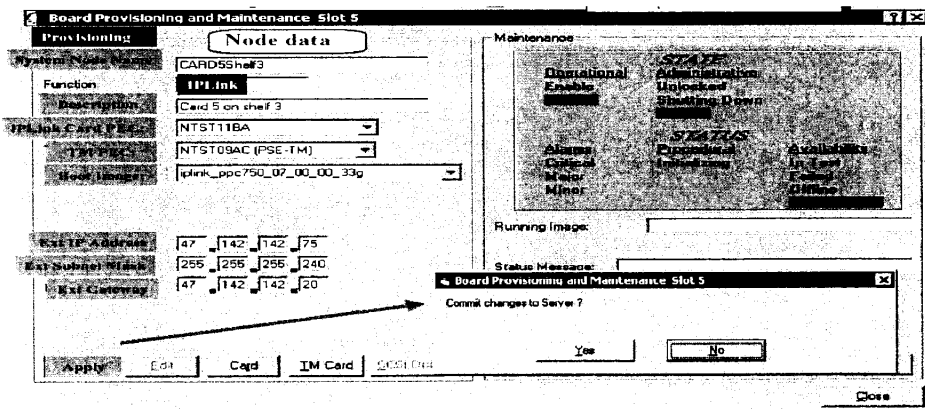 Board Provisioning and Maintenance Slot 5
Provisioning
Node data
System Node Name
CARD5Shelf3
Function
IPLink
Description
Card 5 on shelf 3
IPLink Card PEC:
NTST11BA
TM PEC:
NTST09AC (PSE-TM)
Boot Image:
iplink_ppc750_07_00_00_33g
Ext IP Address
47 142 142 75
Ext Subnet Mask
255 255 255 240
Ext Gateway
47 142 142 20
Apply
Edit
Card
TM Card
Maintenance
STATE
Operational
Administrative
Enable
Unlocked
Shutting Down
STATUS
Alarms
Procedural
Availability
Critical
Initializing
In Test
Major
Failed
Minor
Offline
Running Image:
Status Message:
Board Provisioning and Maintenance Slot 5
Commit changes to Server ?
Yes
No
Close